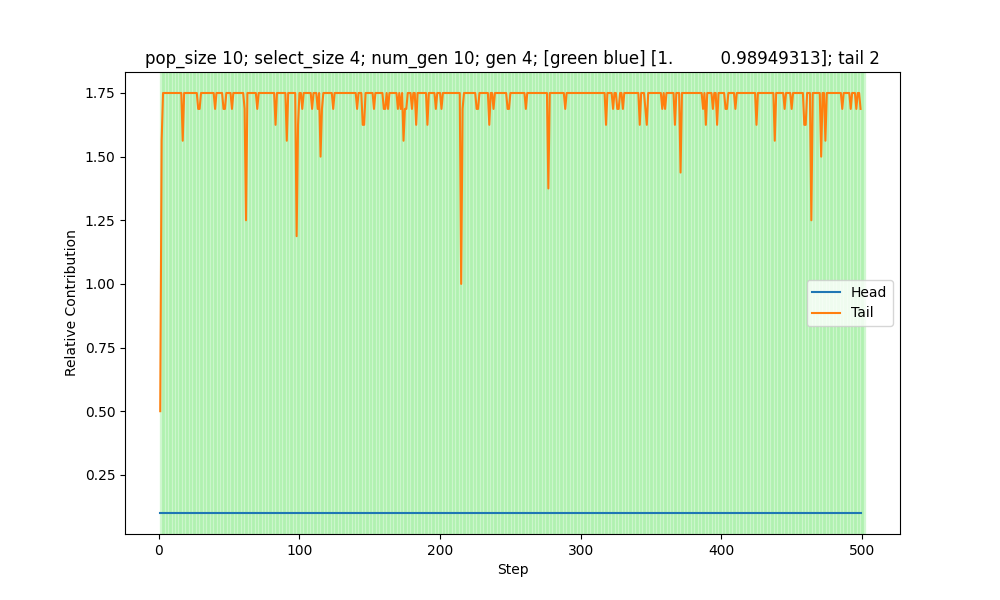 pop_size 10; select_size 4; num_gen 10; gen 4; [green blue] [1.         0.98949313]; tail 2
1.75
1.50
1.25
1.00
0.75
0.50
0.25
Relative Contribution
Head
Tail
0 100 200 300 400 500
Step